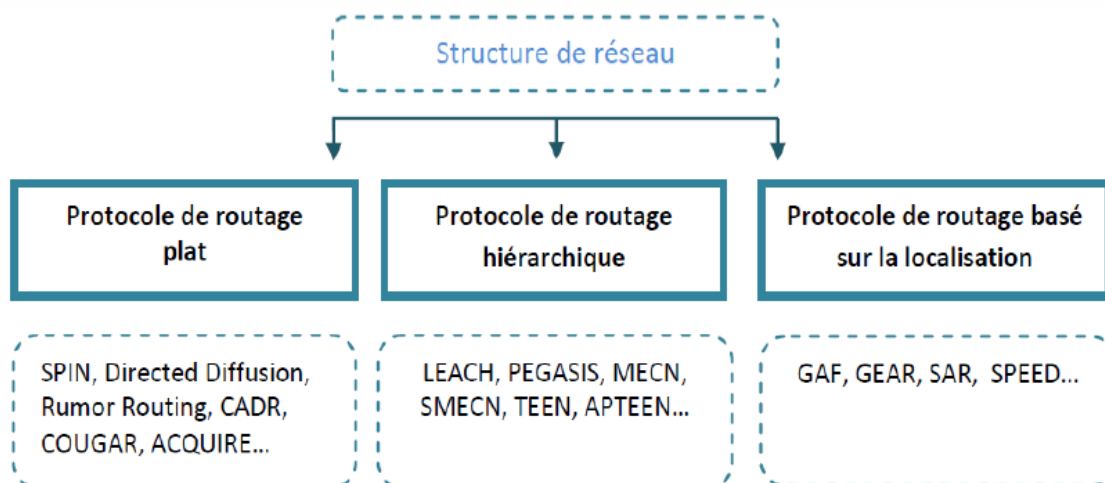 Structure de réseau
Protocole de routage
plat
Protocole de routage
hiérarchique
Protocole de routage basé
sur la localisation
SPIN, Directed Diffusion,
Rumor Routing, CADR,
COUGAR, ACQUIRE...
LEACH, PEGASIS, MECN,
SMECN, TEEN, APTEEN...
GAF, GEAR, SAR, SPEED...